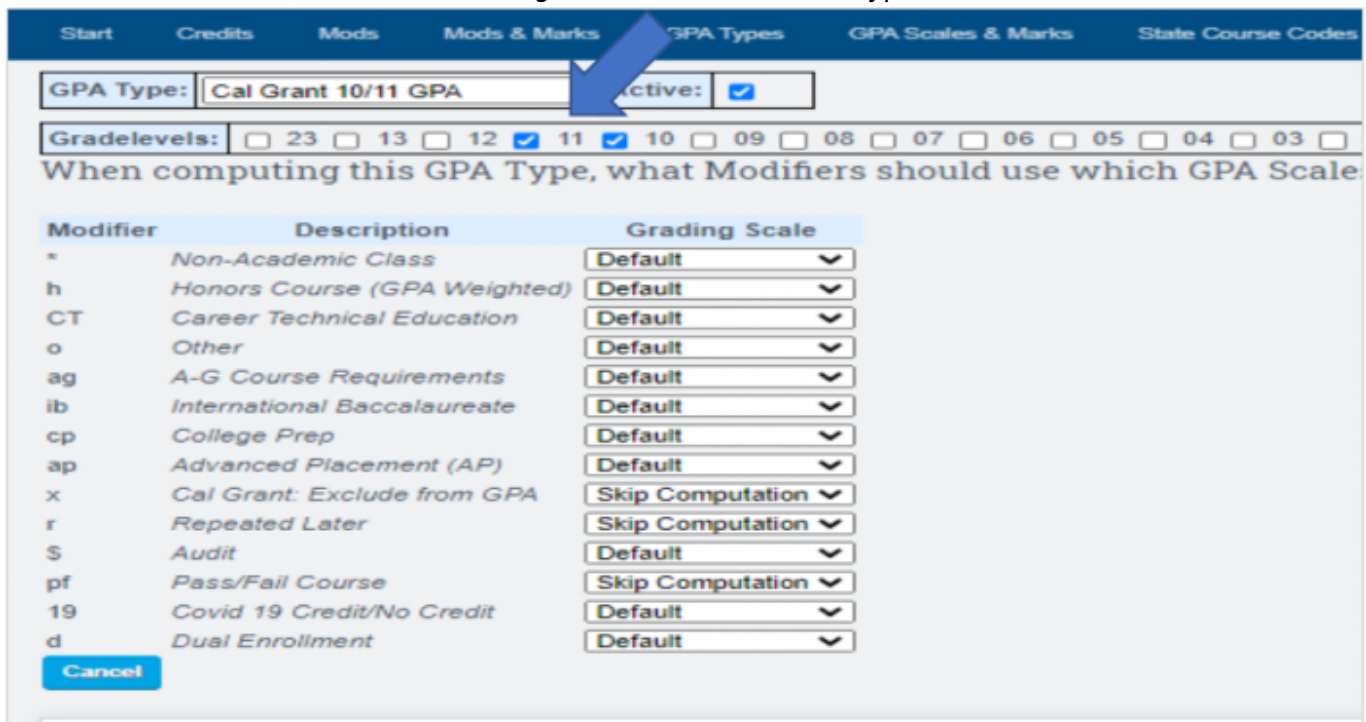 Start Credits Mods Mods & Marks GPA Types GPA Scales & Marks State Course Codes
GPA Type: Cal Grant 10/11 GPA Active:
Gradelevels: 23 13 12 11 10 09 08 07 06 05 04 03
When computing this GPA Type, what Modifiers should use which GPA Scale
Modifier Description Grading Scale
* Non-Academic Class Default
h Honors Course (GPA Weighted) Default
CT Career Technical Education Default
o Other Default
ag A-G Course Requirements Default
ib International Baccalaureate Default
cp College Prep Default
ap Advanced Placement (AP) Default
x Cal Grant: Exclude from GPA Skip Computation
r Repeated Later Skip Computation
$ Audit Default
pf Pass/Fail Course Skip Computation
19 Covid 19 Credit/No Credit Default
d Dual Enrollment Default
Cancel